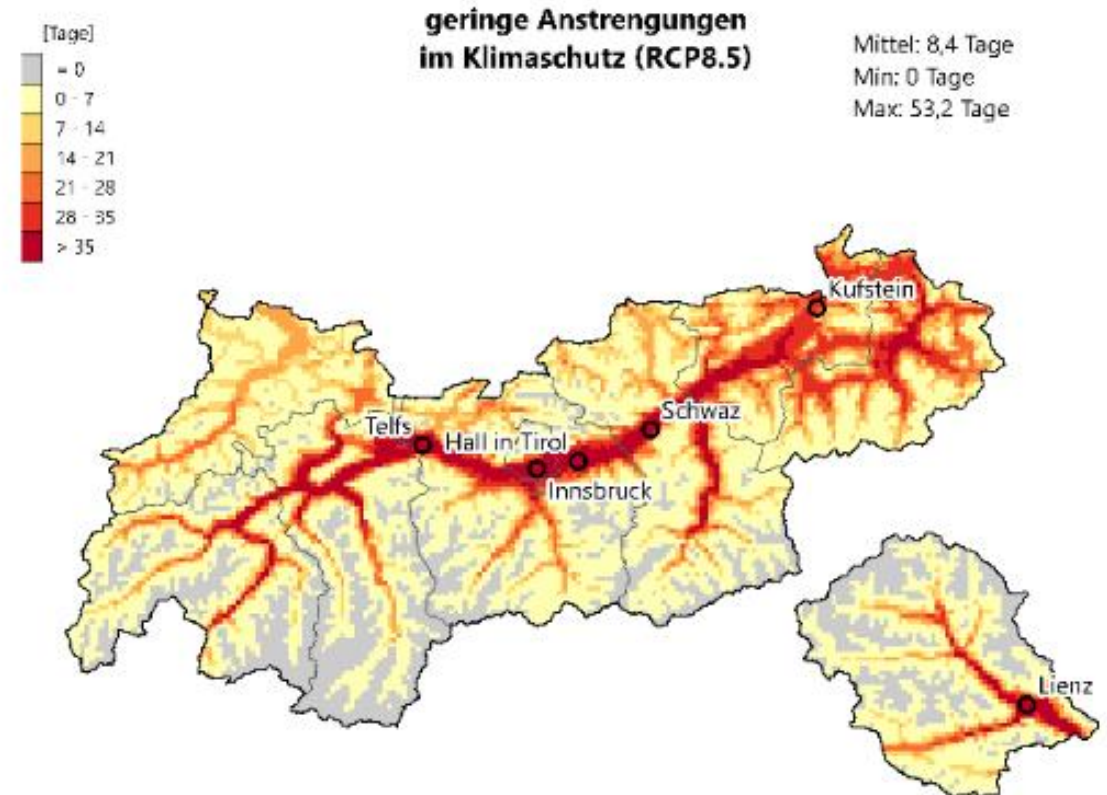 geringe Anstrengungen
im Klimaschutz (RCP8.5)
[Tage]
= 0
0 - 7
7 - 14
14 - 21
21 - 28
28 - 35
> 35
Mittel: 8,4 Tage
Min: 0 Tage
Max: 53,2 Tage
Kufstein
Schwaz
Telfs
Hall in Tirol
Innsbruck
Lienz